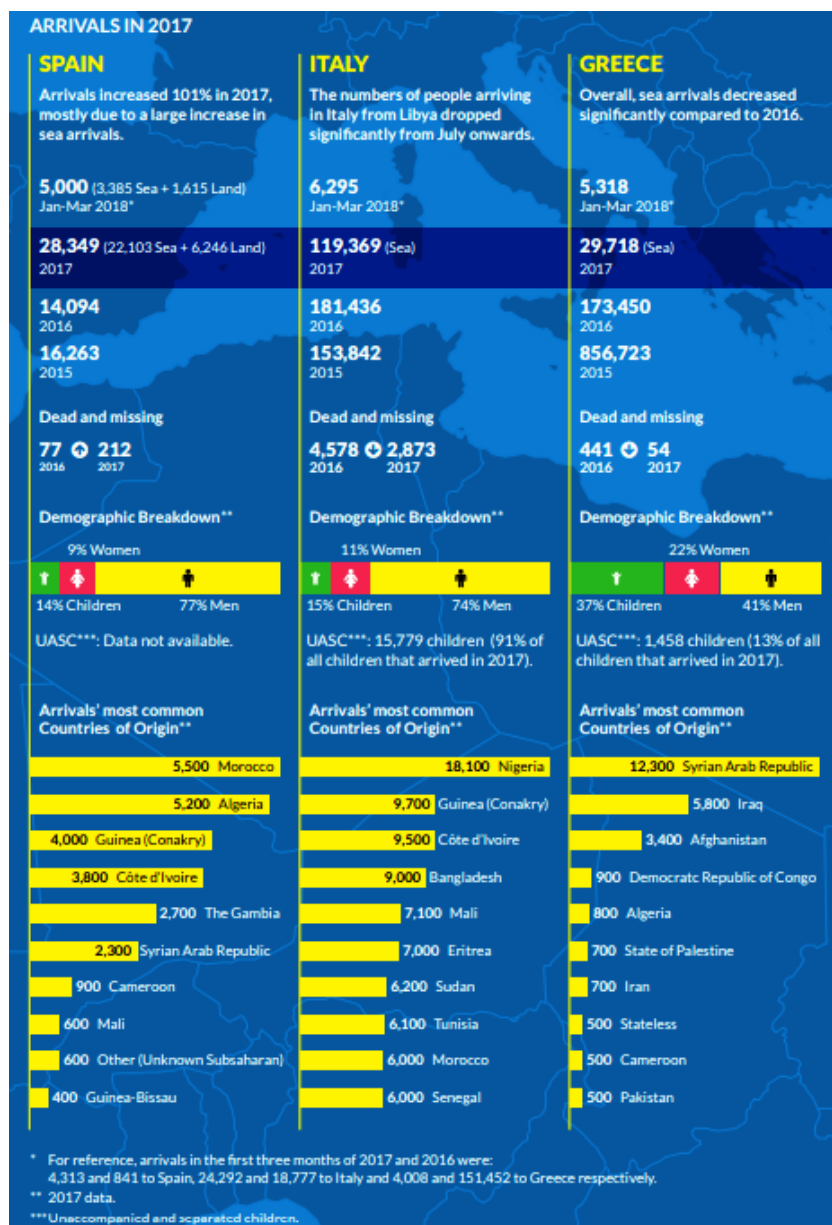 ARRIVALS IN 2017
SPAIN
Arrivals increased 101% in 2017,
mostly due to a large increase in
sea arrivals.
5,000 (3,385 Sea + 1,615 Land)
Jan-Mar 2018*
28,349 (22,103 Sea + 6,246 Land)
2017
14,094
2016
16,263
2015
Dead and missing
77 212
2016 2017
Demographic Breakdown**
9% Women
14% Children 77% Men
UASC***: Data not available.
Arrivals' most common
Countries of Origin**
5,500 Morocco
5,200 Algeria
4,000 Guinea (Conakry)
3,800 Côte d'Ivoire
2,700 The Gambia
2,300 Syrian Arab Republic
900 Cameroon
600 Mali
600 Other (Unknown Subsaharan)
400 Guinea-Bissau
ITALY
The numbers of people arriving
in Italy from Libya dropped
significantly from July onwards.
6,295
Jan-Mar 2018*
119,369 (Sea)
2017
181,436
2016
153,842
2015
Dead and missing
4,578 2,873
2016 2017
Demographic Breakdown**
11% Women
15% Children 74% Men
UASC***: 15,779 children (91% of
all children that arrived in 2017).
Arrivals' most common
Countries of Origin**
18,100 Nigeria
9,700 Guinea (Conakry)
9,500 Côte d'Ivoire
9,000 Bangladesh
7,100 Mali
7,000 Eritrea
6,200 Sudan
6,100 Tunisia
6,000 Morocco
6,000 Senegal
GREECE
Overall, sea arrivals decreased
significantly compared to 2016.
5,318
Jan-Mar 2018*
29,718 (Sea)
2017
173,450
2016
856,723
2015
Dead and missing
441 54
2016 2017
Demographic Breakdown**
22% Women
37% Children 41% Men
UASC***: 1,458 children (13% of all
children that arrived in 2017).
Arrivals' most common
Countries of Origin**
12,300 Syrian Arab Republic
5,800 Iraq
3,400 Afghanistan
900 Democratc Republic of Congo
800 Algeria
700 State of Palestine
700 Iran
500 Stateless
500 Cameroon
500 Pakistan
* For reference, arrivals in the first three months of 2017 and 2016 were:
4,313 and 841 to Spain, 24,292 and 18,777 to Italy and 4,008 and 151,452 to Greece respectively.
** 2017 data.
***Unaccompanied and separated children.